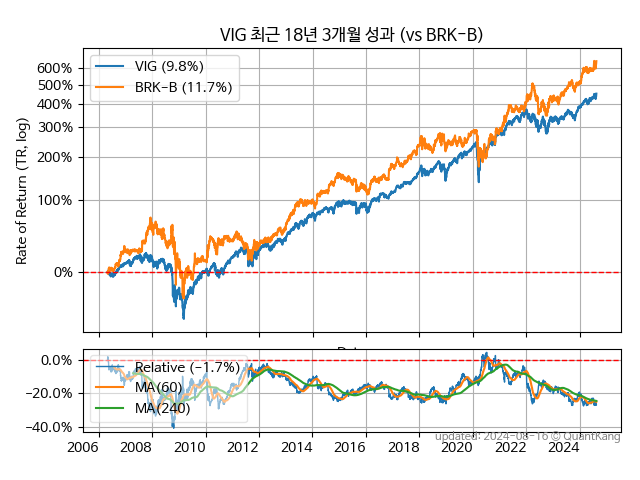 VIG 최근 18년 3개월 성과 (vs BRK-B)
Rate of Return (TR, log)
600%
500%
400%
300%
200%
100%
0%
VIG (9.8%)
BRK-B (11.7%)
0.0%
−20.0%
−40.0%
Relative (-1.7%)
MA(60)
MA(240)
2006 2008 2010 2012 2014 2016 2018 2020 2022 2024
updated: 2024-08-16 © QuantKang